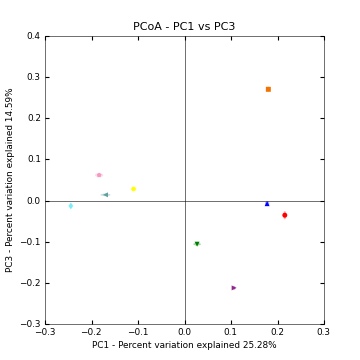 PCoA - PC1 vs PC3
PC3 - Percent variation explained 14.59%
0.4
0.3
0.2
0.1
0.0
−0.1
−0.2
−0.3
−0.3 −0.2 −0.1 0.0 0.1 0.2 0.3
PC1 - Percent variation explained 25.28%